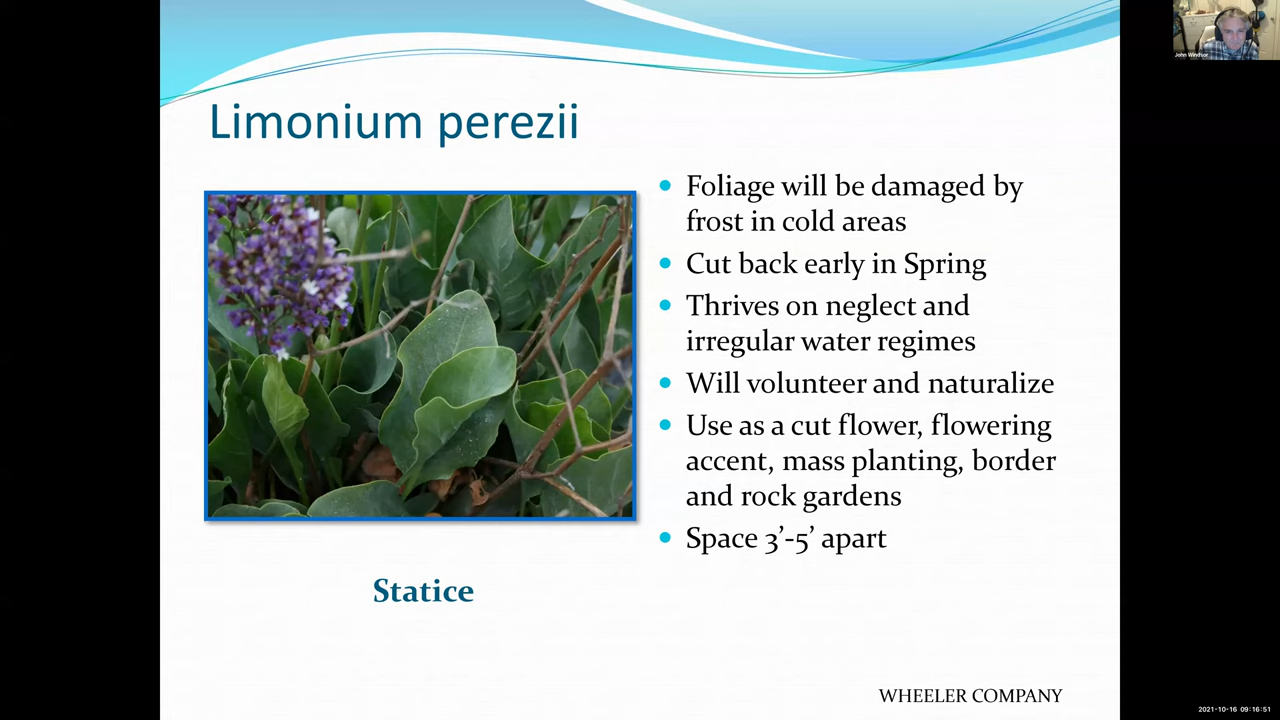 John Windsor
Limonium perezii
Foliage will be damaged by
frost in cold areas
Cut back early in Spring
Thrives on neglect and
irregular water regimes
Will volunteer and naturalize
Use as a cut flower, flowering
accent, mass planting, border
and rock gardens
Space 3’-5’ apart
Statice
WHEELER COMPANY
2021-10-16 09:16:51